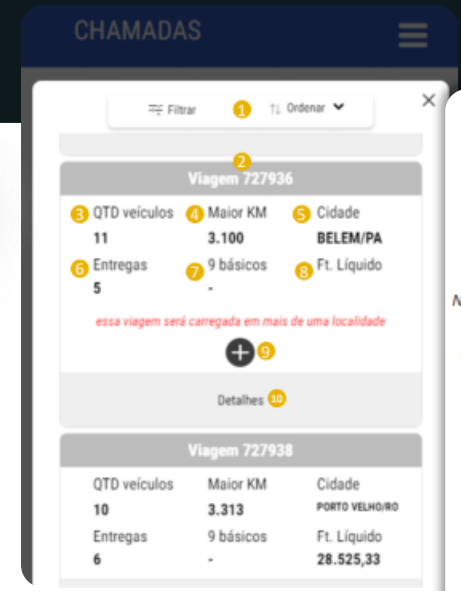 CHAMADAS
Filtrar 1 Ordenar
2
Viagem 727936
3 QTD veículos 4 Maior KM 5 Cidade
11 3.100 BELEM/PA
6 Entregas 7 9 básicos 8 Ft. Líquido
5 -
essa viagem será carregada em mais de uma localidade
9
Detalhes 10
Viagem 727938
QTD veículos Maior KM Cidade
10 3.313 PORTO VELHO/RO
Entregas 9 básicos Ft. Líquido
6 - 28.525,33
N